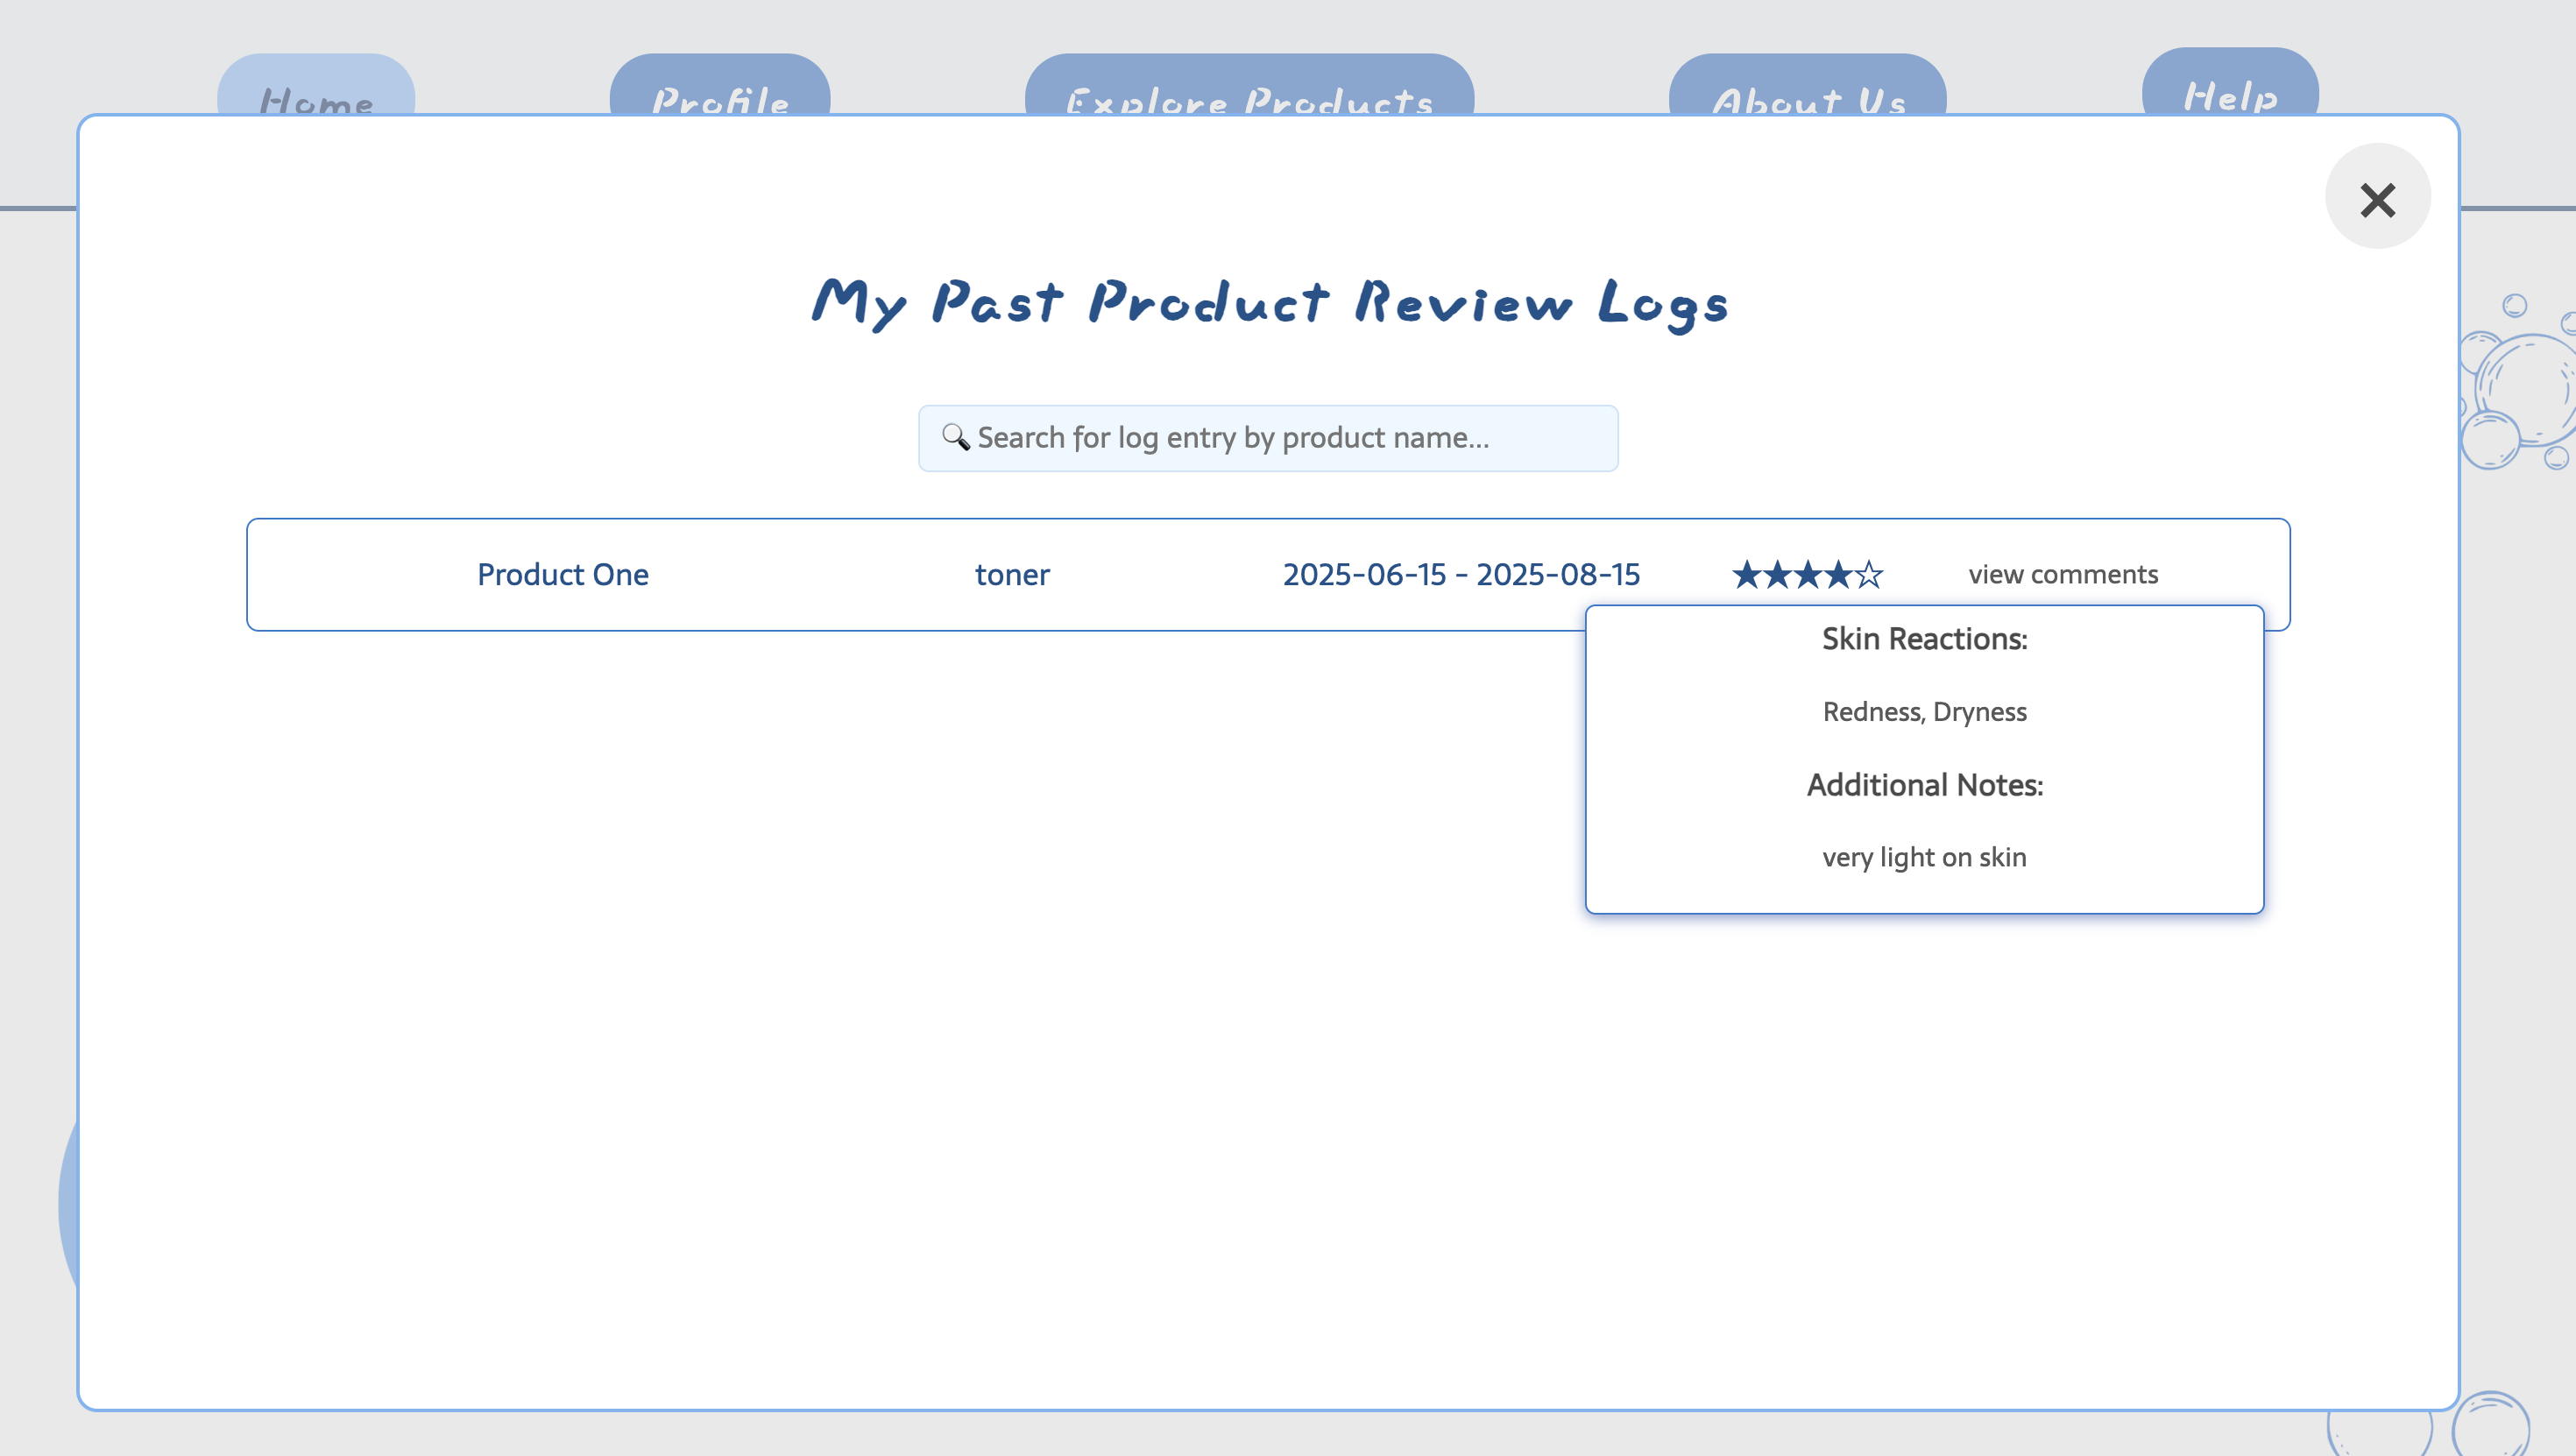 Home Profile Explore Products About Us Help
×
My Past Product Review Logs
🔍 Search for log entry by product name...
Product One toner 2025-06-15 - 2025-08-15 ★★★★☆ view comments
Skin Reactions:
Redness, Dryness
Additional Notes:
very light on skin